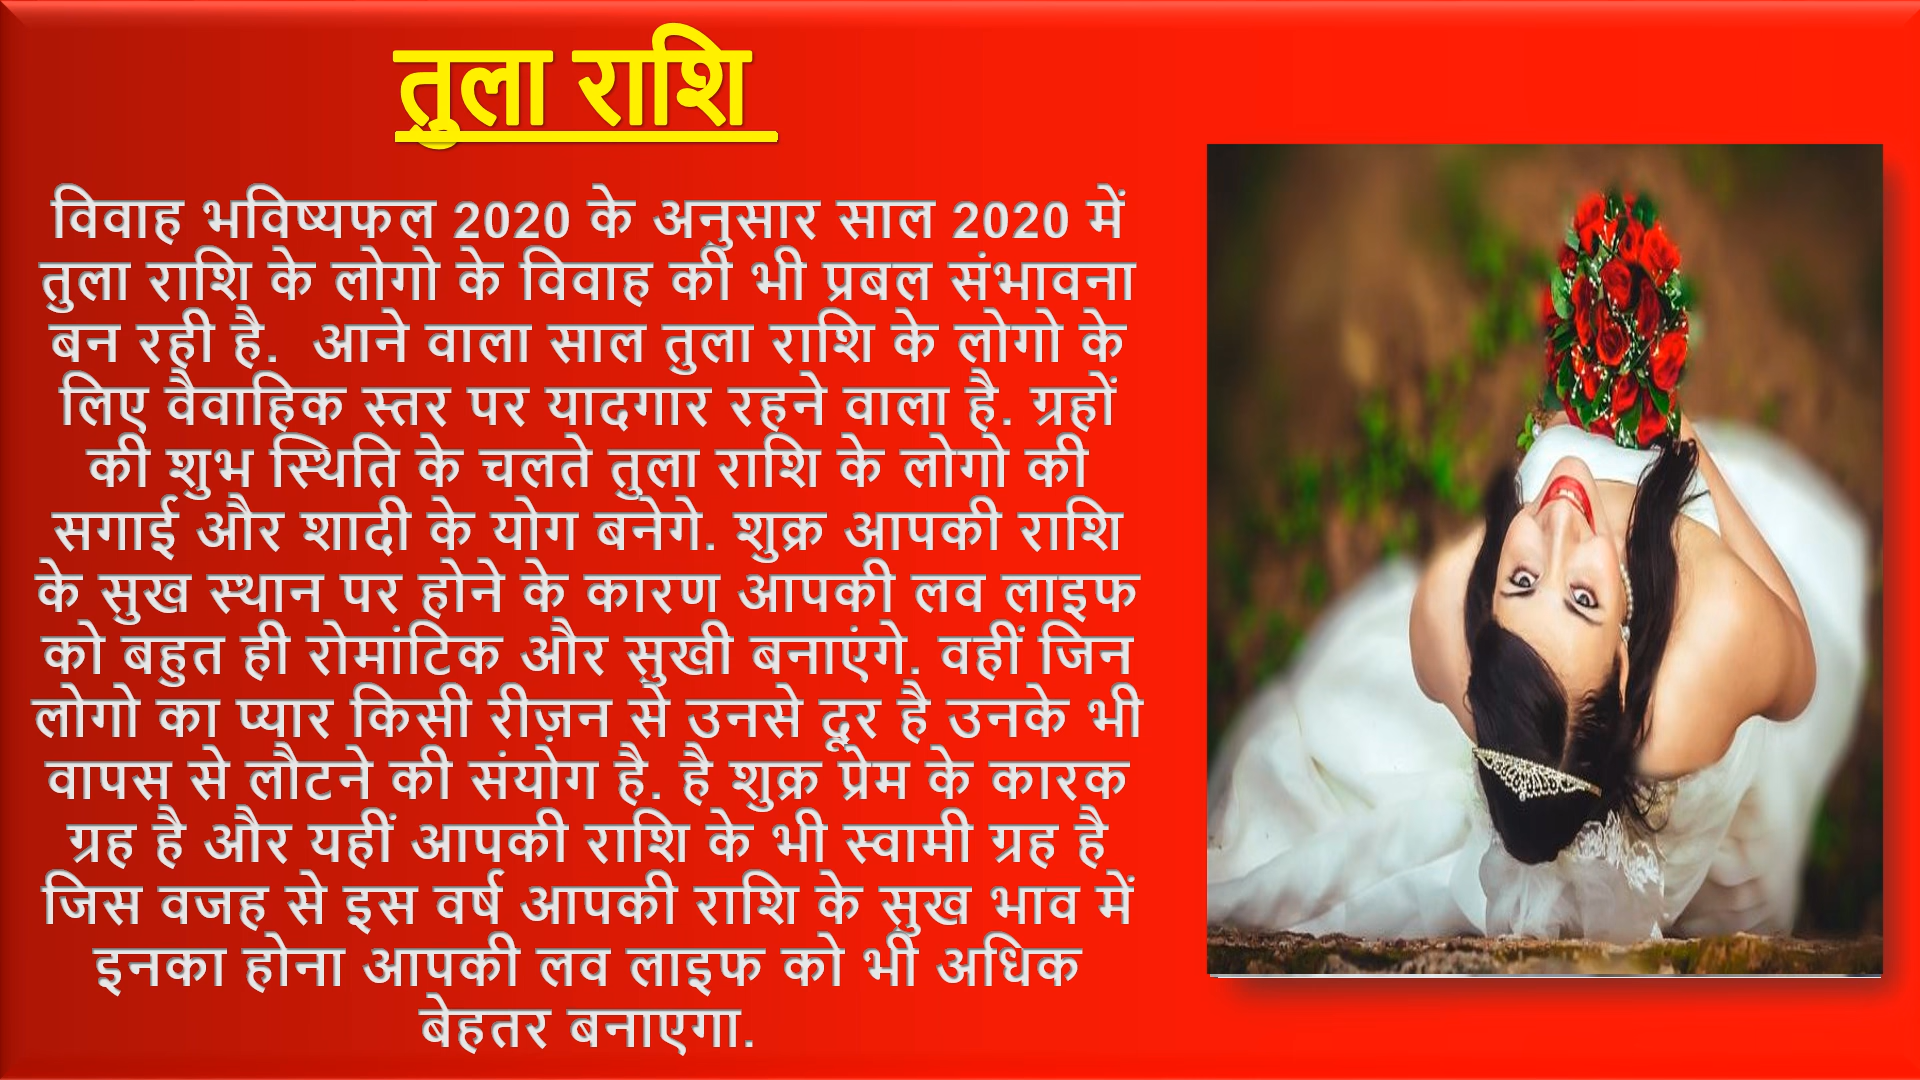 तुला राशि
विवाह भविष्यफल 2020 के अनुसार साल 2020 में
तुला राशि के लोगो के विवाह की भी प्रबल संभावना
बन रही है. आने वाला साल तुला राशि के लोगो के
लिए वैवाहिक स्तर पर यादगार रहने वाला है. ग्रहों
की शुभ स्थिति के चलते तुला राशि के लोगो की
सगाई और शादी के योग बनेगे. शुक्र आपकी राशि
के सुख स्थान पर होने के कारण आपकी लव लाइफ
को बहुत ही रोमांटिक और सुखी बनाएंगे. वहीं जिन
लोगो का प्यार किसी रीज़न से उनसे दूर है उनके भी
वापस से लौटने की संयोग है. है शुक्र प्रेम के कारक
ग्रह है और यहीं आपकी राशि के भी स्वामी ग्रह है
जिस वजह से इस वर्ष आपकी राशि के सुख भाव में
इनका होना आपकी लव लाइफ को भी अधिक
बेहतर बनाएगा.